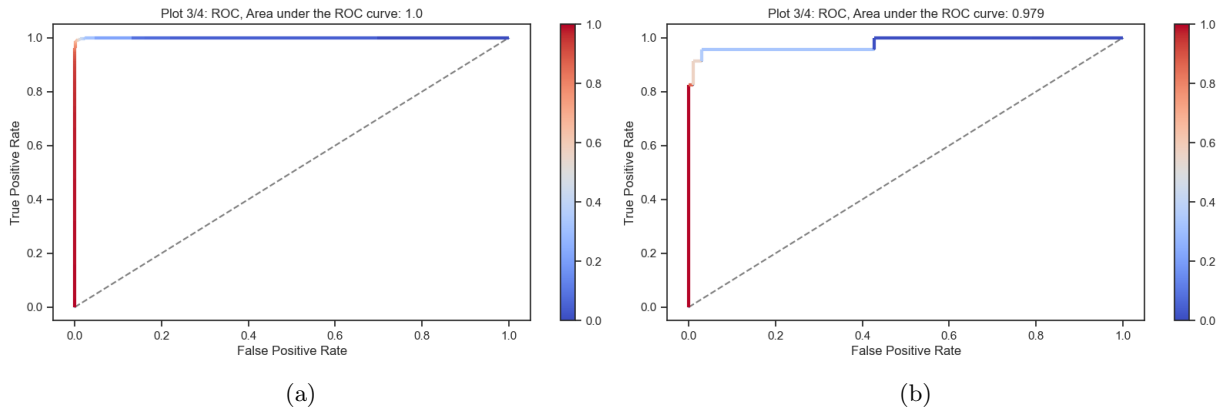 Plot 3/4: ROC, Area under the ROC curve: 1.0
1.0
0.8
0.6
0.4
0.2
0.0
True Positive Rate
0.0 0.2 0.4 0.6 0.8 1.0
False Positive Rate
1.0
0.8
0.6
0.4
0.2
0.0
(a)
Plot 3/4: ROC, Area under the ROC curve: 0.979
1.0
0.8
0.6
0.4
0.2
0.0
True Positive Rate
0.0 0.2 0.4 0.6 0.8 1.0
False Positive Rate
1.0
0.8
0.6
0.4
0.2
0.0
(b)